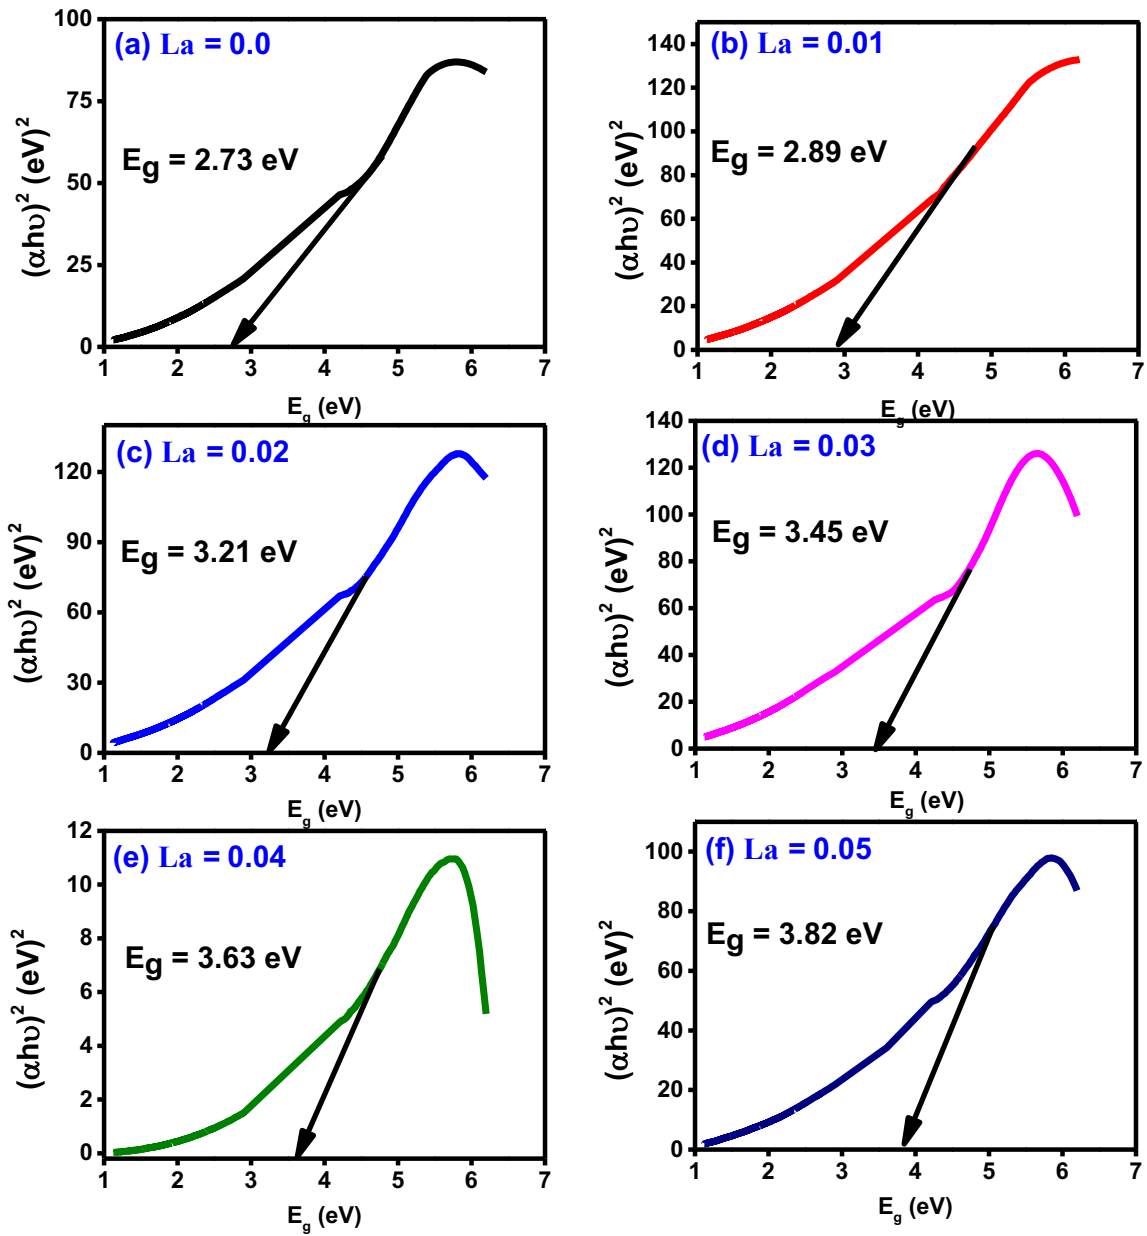 (a) La = 0.0
Eg = 2.73 eV
(αhυ)² (eV)²
100
75
50
25
0
1 2 3 4 5 6 7
Eg (eV)
(b) La = 0.01
Eg = 2.89 eV
(αhυ)² (eV)²
140
120
100
80
60
40
20
0
1 2 3 4 5 6 7
Eg (eV)
(c) La = 0.02
Eg = 3.21 eV
(αhυ)² (eV)²
120
90
60
30
0
1 2 3 4 5 6 7
Eg (eV)
(d) La = 0.03
Eg = 3.45 eV
(αhυ)² (eV)²
140
120
100
80
60
40
20
0
1 2 3 4 5 6 7
Eg (eV)
(e) La = 0.04
Eg = 3.63 eV
(αhυ)² (eV)²
12
10
8
6
4
2
0
1 2 3 4 5 6 7
Eg (eV)
(f) La = 0.05
Eg = 3.82 eV
(αhυ)² (eV)²
100
80
60
40
20
0
1 2 3 4 5 6 7
Eg (eV)